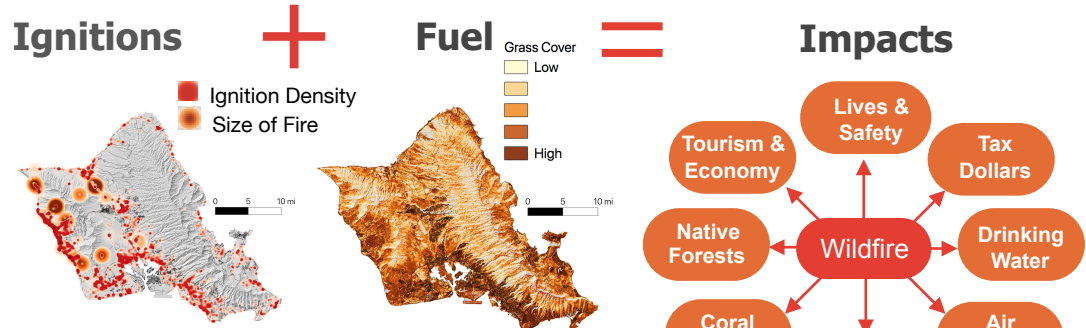 Ignitions
+
Fuel
=
Impacts
Grass Cover
Low
High
Ignition Density
Size of Fire
0 5 10 mi
0 5 10 mi
Lives &
Safety
Tourism &
Economy
Tax
Dollars
Native
Forests
Wildfire
Drinking
Water
Coral
Air